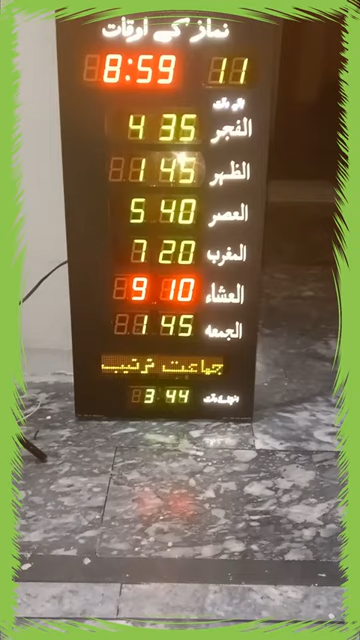 نماز کے اوقات
8:59 11
الفجر 4 35
الظہر 1 45
العصر 5 40
المغرب 7 20
العشاء 9 10
الجمعه 1 45
جماعت ترتیب
3 44